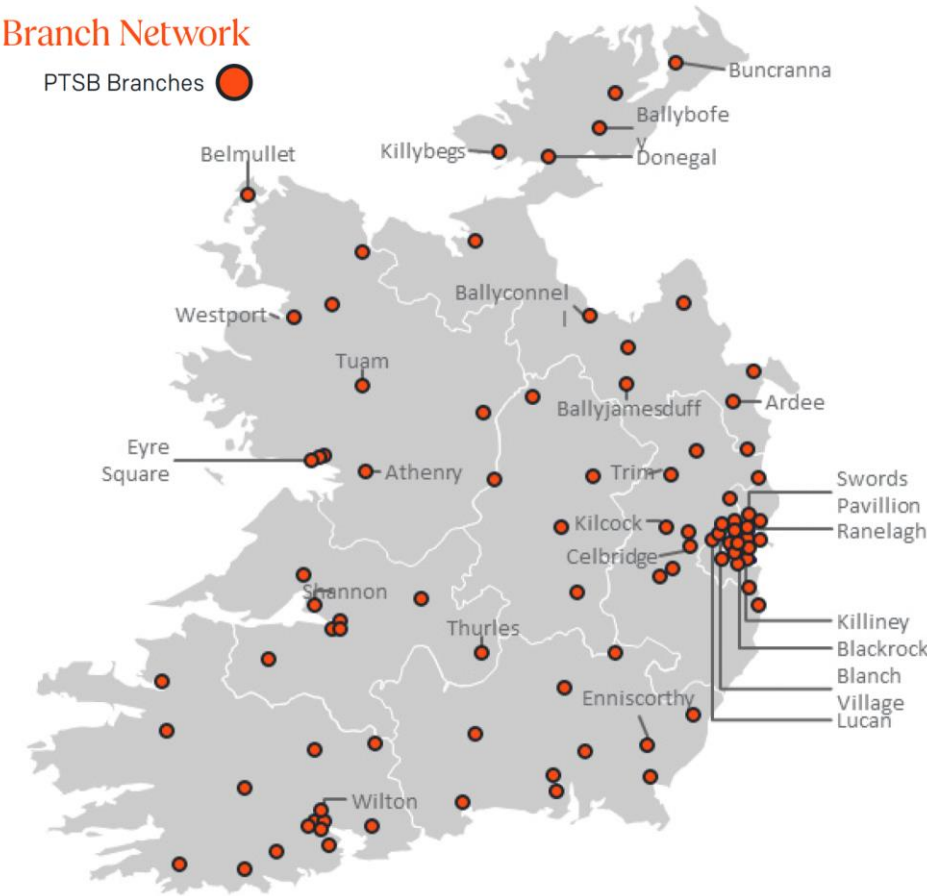 Branch Network
PTSB Branches
Buncranna
Ballybofe
y
Donegal
Killybegs
Belmullet
Ballyconnel
l
Westport
Tuam
Ballyjamesduff
Ardee
Eyre
Square
Athenry
Trim
Swords
Pavillion
Ranelagh
Kilcock
Celbridge
Shannon
Thurles
Killiney
Blackrock
Blanch
Village
Lucan
Enniscorthy
Wilton